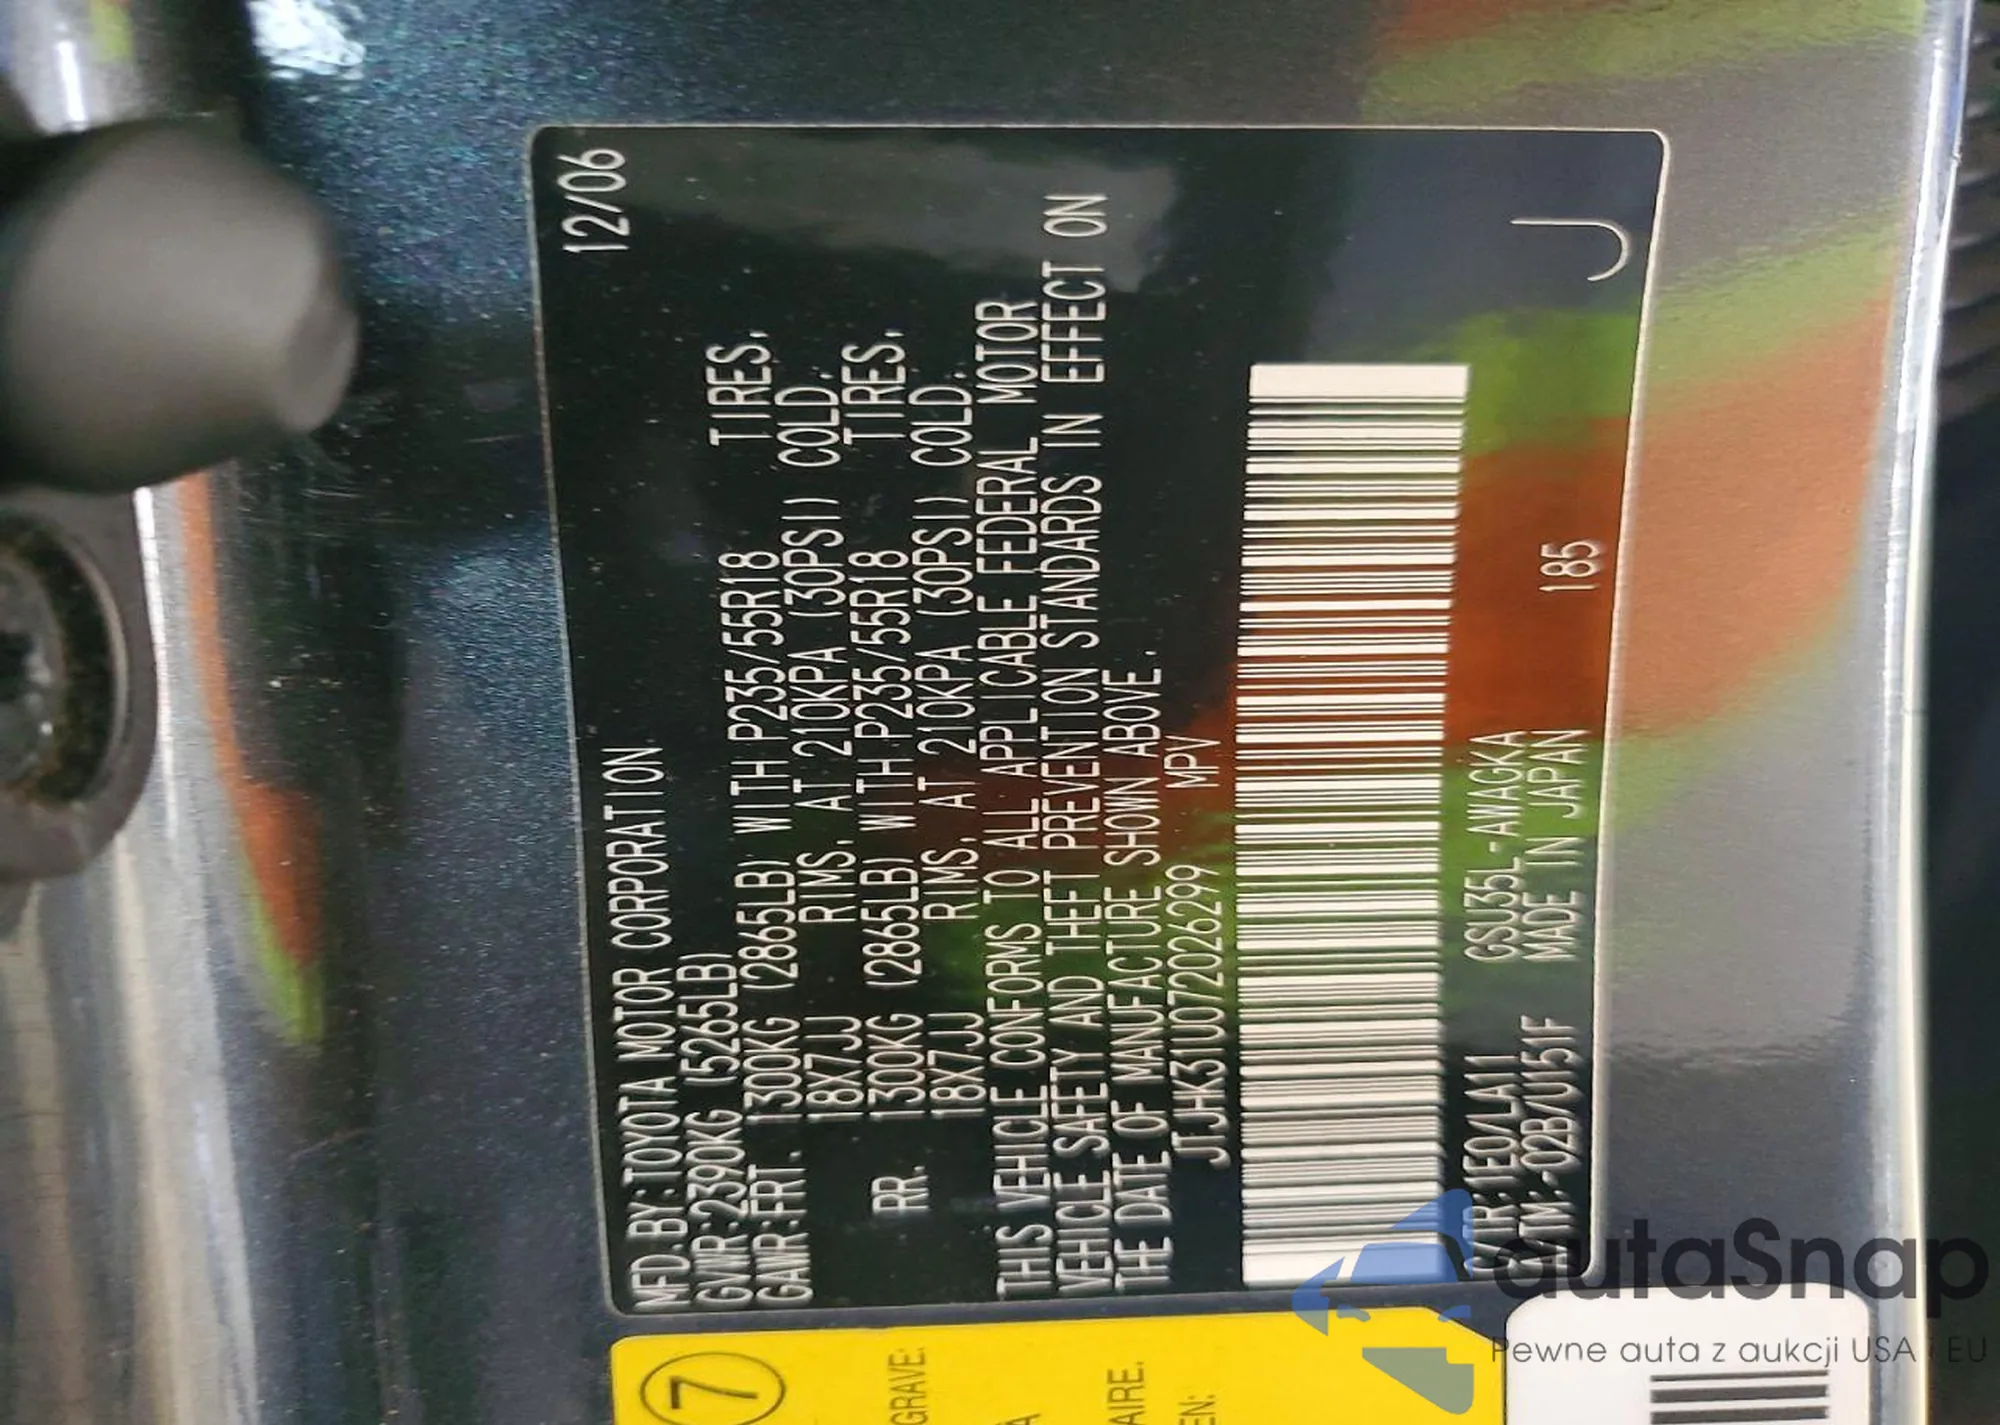 MFD.BY:TOYOTA MOTOR CORPORATION 12/06
GVWR:2390KG (5265LB)
GAWR:FRT. 1300KG (2865LB) WITH P235/55R18 TIRES,
18X7JJ RIMS, AT 210KPA (30PSI) COLD.
RR. 1300KG (2865LB) WITH P235/55R18 TIRES,
18X7JJ RIMS, AT 210KPA (30PSI) COLD.
THIS VEHICLE CONFORMS TO ALL APPLICABLE FEDERAL MOTOR
VEHICLE SAFETY AND THEFT PREVENTION STANDARDS IN EFFECT ON
THE DATE OF MANUFACTURE SHOWN ABOVE.
JTJHK31U072026299 MPV
C/TR:1E0/LA11 GSU35L-AWAGKA
A/TM:-02B/U151F MADE IN JAPAN 185
J
7
GRAVE:
AIRE.
EN:
autaSnap
Pewne auta z aukcji USA i EU